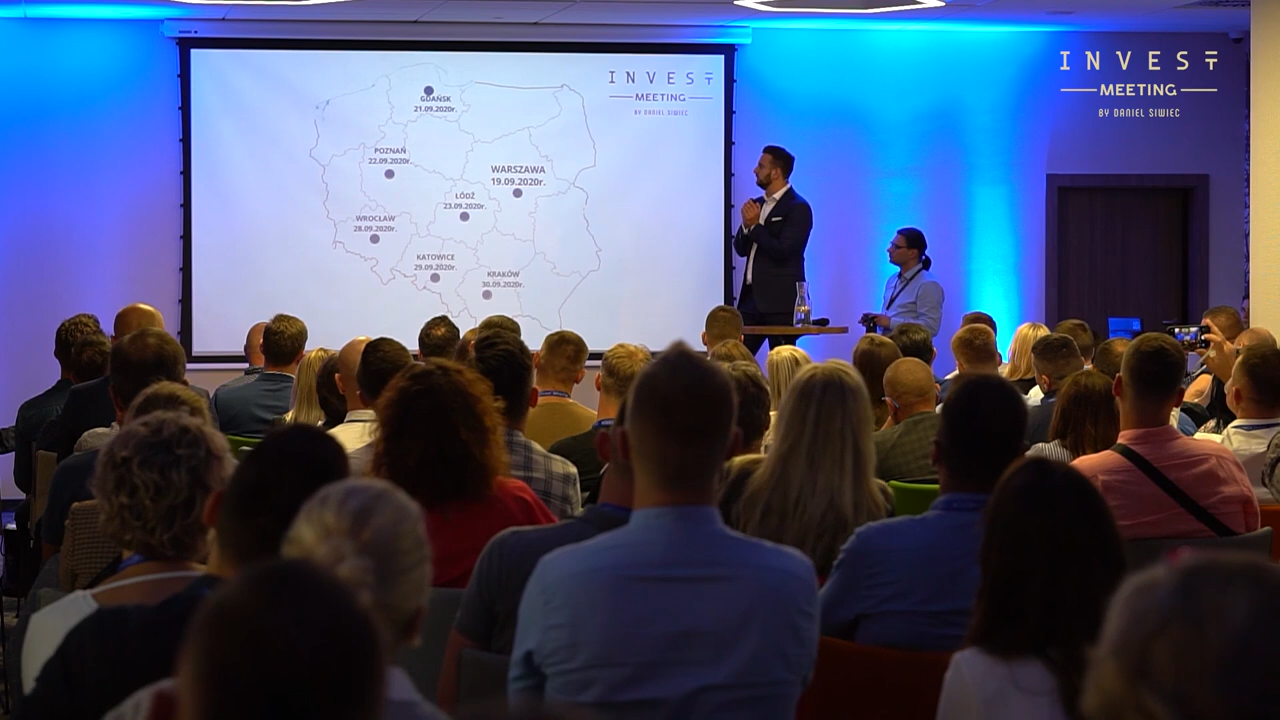 INVEST
MEETING
BY DANIEL SIWIEC
GDAŃSK
21.09.2020r.
POZNAŃ
22.09.2020r.
WARSZAWA
19.09.2020r.
ŁÓDŹ
23.09.2020r.
WROCŁAW
28.09.2020r.
KATOWICE
29.09.2020r.
KRAKÓW
30.09.2020r.
INVEST
MEETING
BY DANIEL SIWIEC